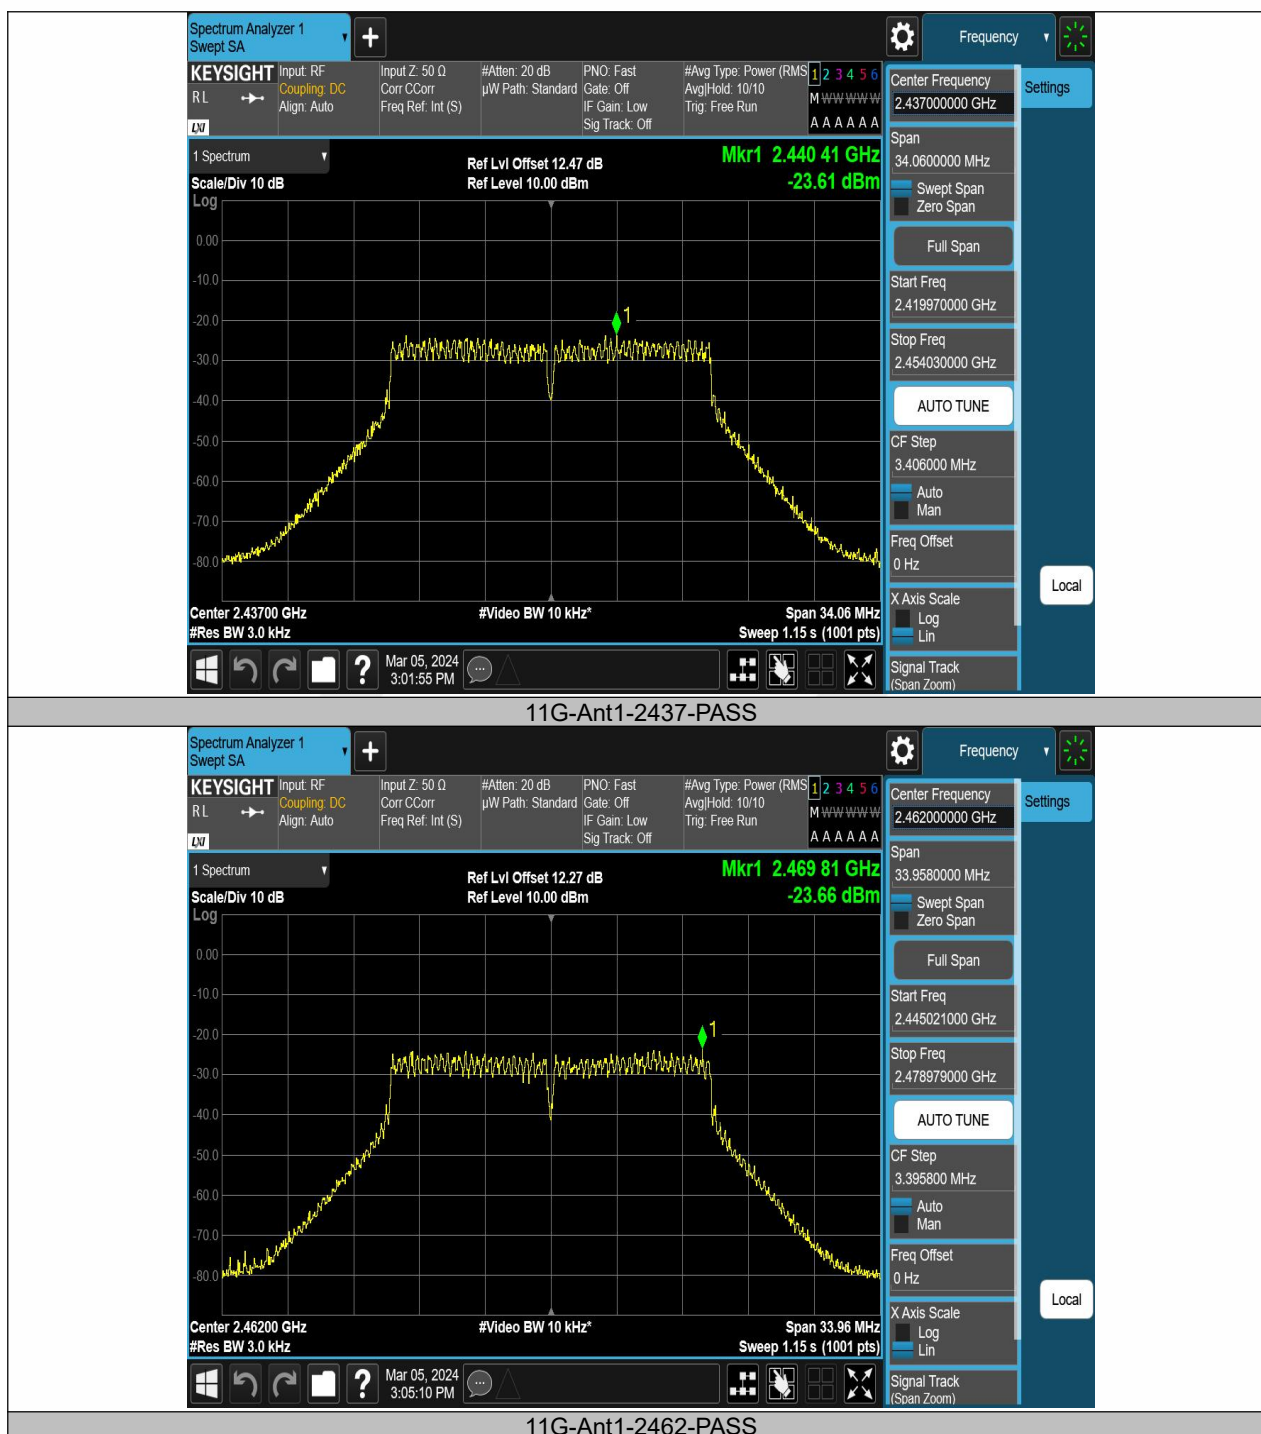 Spectrum Analyzer 1
Swept SA
+
Frequency
KEYSIGHT
R L
LXI
Input: RF
Coupling: DC
Align: Auto
Input Z: 50 Ω
Corr CCorr
Freq Ref: Int (S)
#Atten: 20 dB
µW Path: Standard
PNO: Fast
Gate: Off
IF Gain: Low
Sig Track: Off
#Avg Type: Power (RMS
Avg|Hold: 10/10
Trig: Free Run
1 2 3 4 5 6
M W W W W W
A A A A A A
Center Frequency
2.437000000 GHz
Settings
Span
34.0600000 MHz
Swept Span
Zero Span
Full Span
Start Freq
2.419970000 GHz
Stop Freq
2.454030000 GHz
AUTO TUNE
CF Step
3.406000 MHz
Auto
Man
Freq Offset
0 Hz
X Axis Scale
Log
Lin
Signal Track
(Span Zoom)
Local
1 Spectrum
Scale/Div 10 dB
Log
Ref Lvl Offset 12.47 dB
Ref Level 10.00 dBm
Mkr1 2.440 41 GHz
-23.61 dBm
0.00
-10.0
-20.0
-30.0
-40.0
-50.0
-60.0
-70.0
-80.0
1
Center 2.43700 GHz
#Res BW 3.0 kHz
#Video BW 10 kHz*
Span 34.06 MHz
Sweep 1.15 s (1001 pts)
?
Mar 05, 2024
3:01:55 PM
11G-Ant1-2437-PASS
Spectrum Analyzer 1
Swept SA
+
Frequency
KEYSIGHT
R L
LXI
Input: RF
Coupling: DC
Align: Auto
Input Z: 50 Ω
Corr CCorr
Freq Ref: Int (S)
#Atten: 20 dB
µW Path: Standard
PNO: Fast
Gate: Off
IF Gain: Low
Sig Track: Off
#Avg Type: Power (RMS
Avg|Hold: 10/10
Trig: Free Run
1 2 3 4 5 6
M W W W W W
A A A A A A
Center Frequency
2.462000000 GHz
Settings
Span
33.9580000 MHz
Swept Span
Zero Span
Full Span
Start Freq
2.445021000 GHz
Stop Freq
2.478979000 GHz
AUTO TUNE
CF Step
3.395800 MHz
Auto
Man
Freq Offset
0 Hz
X Axis Scale
Log
Lin
Signal Track
(Span Zoom)
Local
1 Spectrum
Scale/Div 10 dB
Log
Ref Lvl Offset 12.27 dB
Ref Level 10.00 dBm
Mkr1 2.469 81 GHz
-23.66 dBm
0.00
-10.0
-20.0
-30.0
-40.0
-50.0
-60.0
-70.0
-80.0
1
Center 2.46200 GHz
#Res BW 3.0 kHz
#Video BW 10 kHz*
Span 33.96 MHz
Sweep 1.15 s (1001 pts)
?
Mar 05, 2024
3:05:10 PM
11G-Ant1-2462-PASS